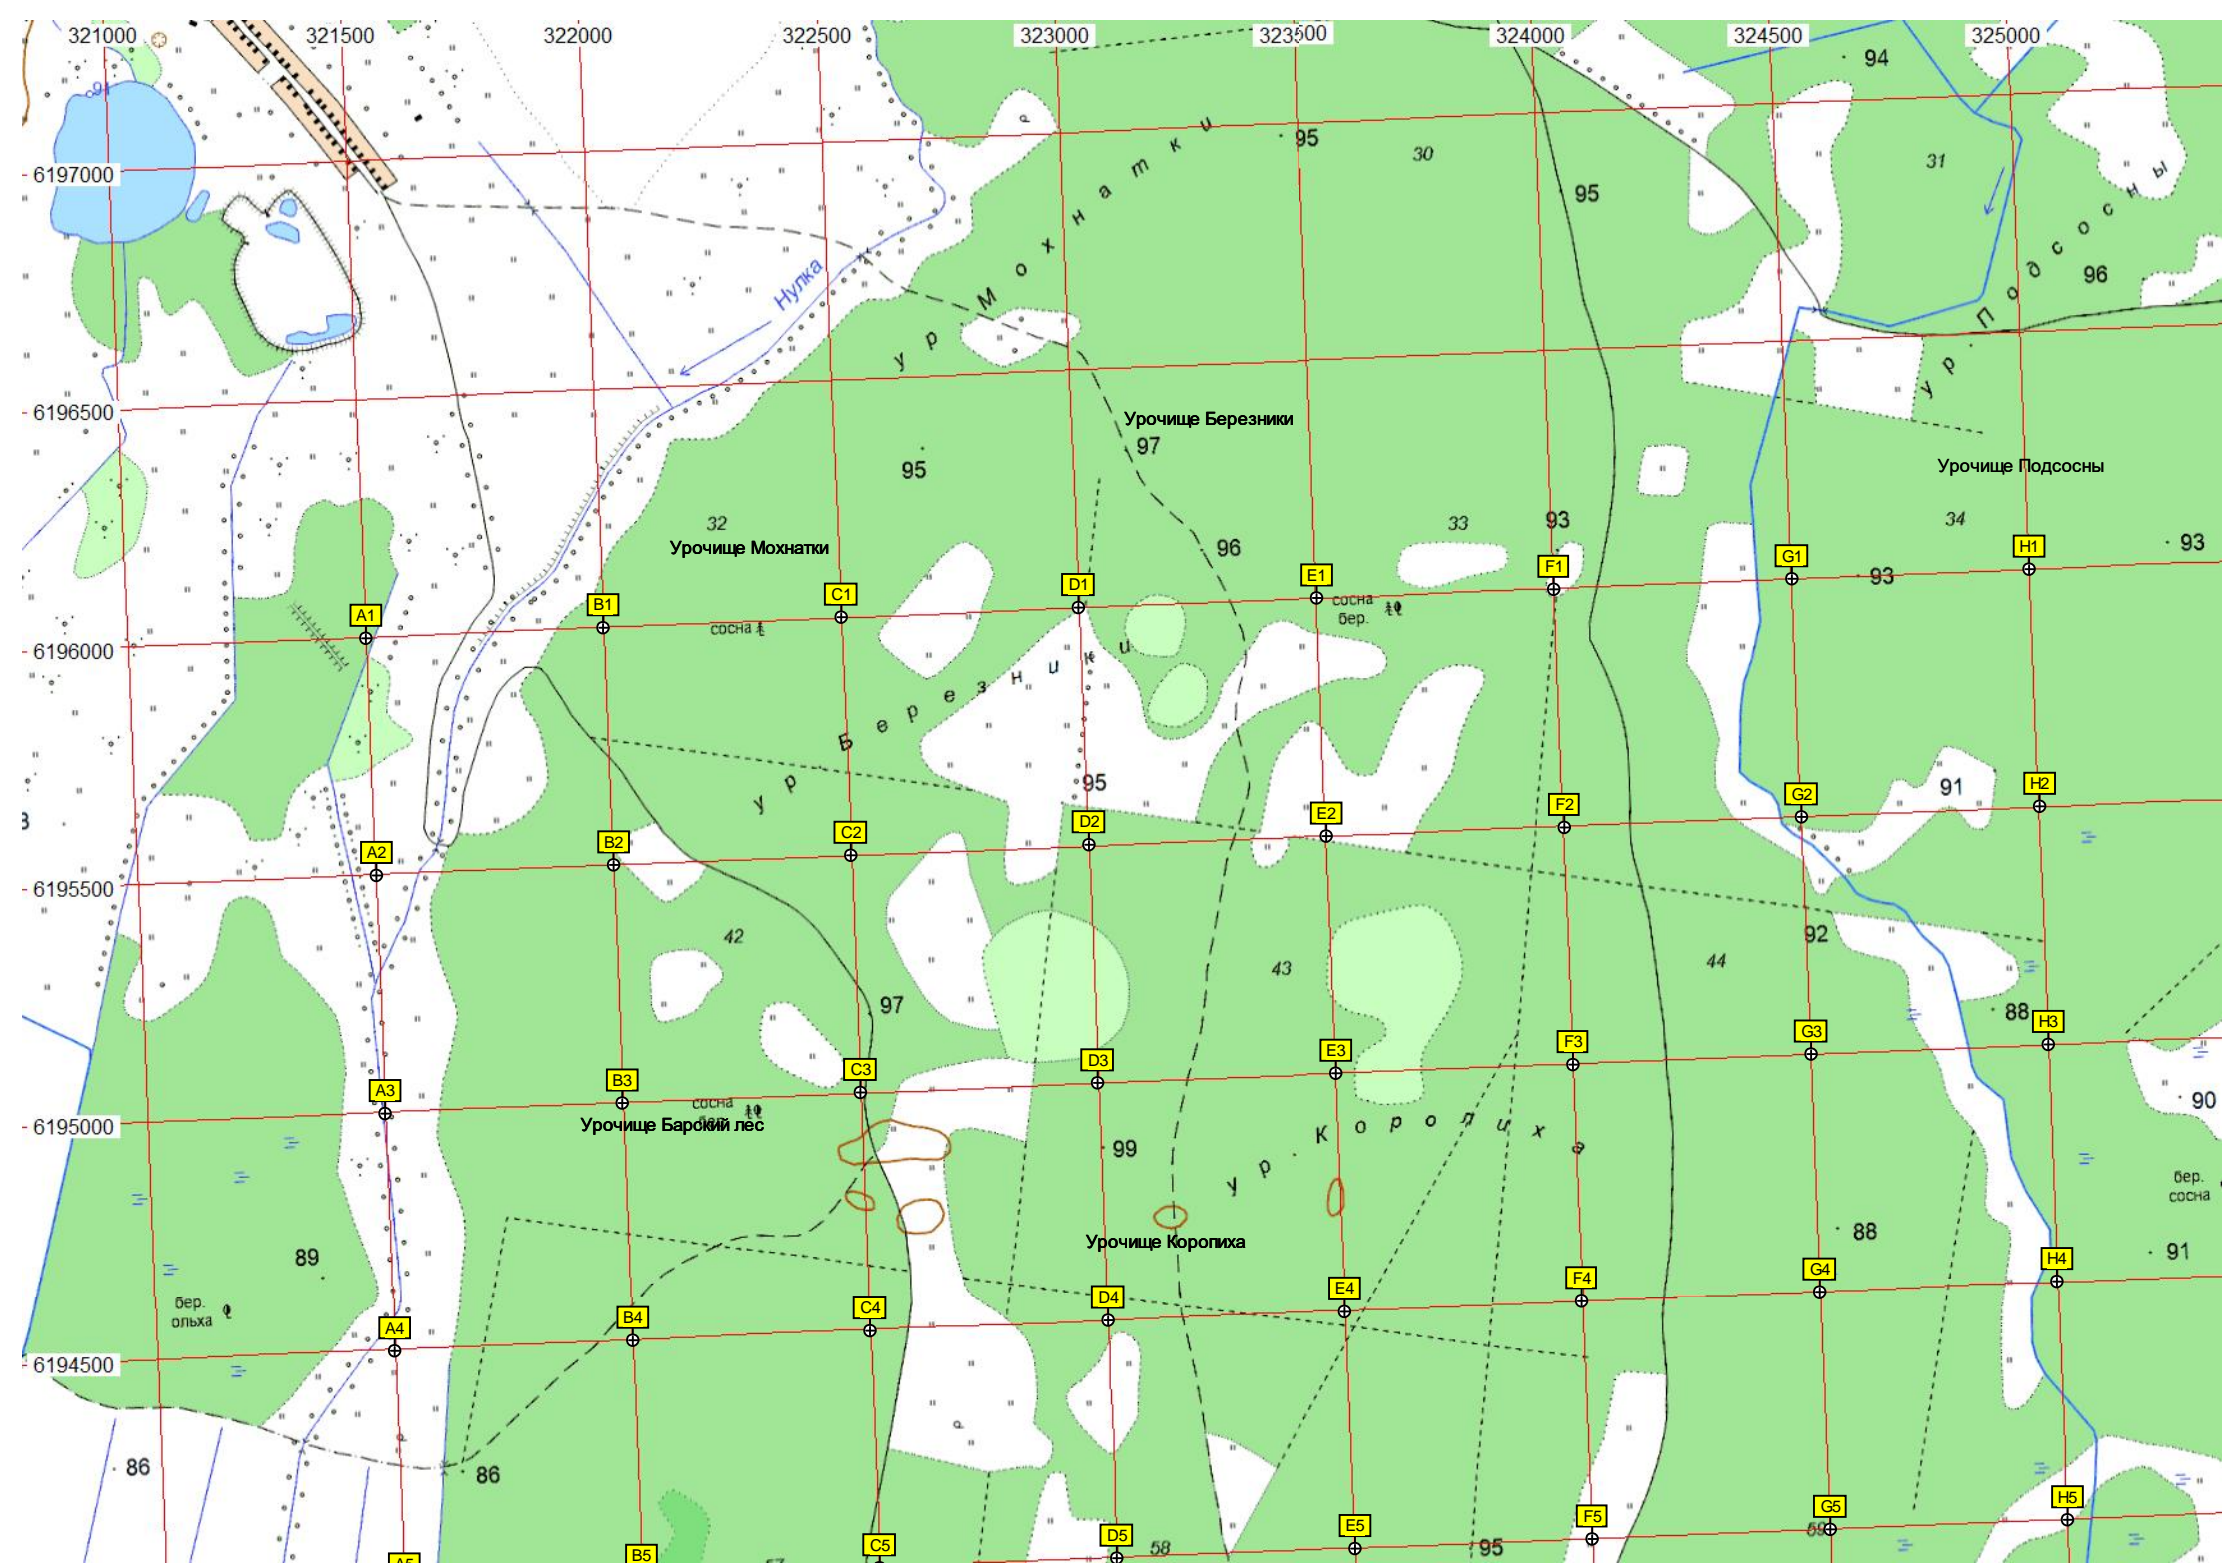 321000 321500 322000 322500 323000 323500 324000 324500 325000
94
91
95
30
31
6197000
95
ур. Мохнатки
ур. Подсосны
96
Нулка
6196500
Урочище Березники
97
95
Урочище Подсосны
32
33
93
34
Урочище Мохнатки
96
93
A1 B1 C1 D1 E1 F1 G1 H1
93
сосна
сосна
бер.
6196000
ур. Березники
95
91
3
A2 B2 C2 D2 E2 F2 G2 H2
6195500
42
43
44
92
97
88
A3 B3 C3 D3 E3 F3 G3 H3
сосна
бер.
6195000
Урочище Барский лес
90
99
ур. Королиха
бер.
сосна
88
91
89
Урочище Коропиха
A4 B4 C4 D4 E4 F4 G4 H4
бер.
ольха
6194500
86
86
A5 B5 C5 D5 E5 F5 G5 H5
57
58
95
59